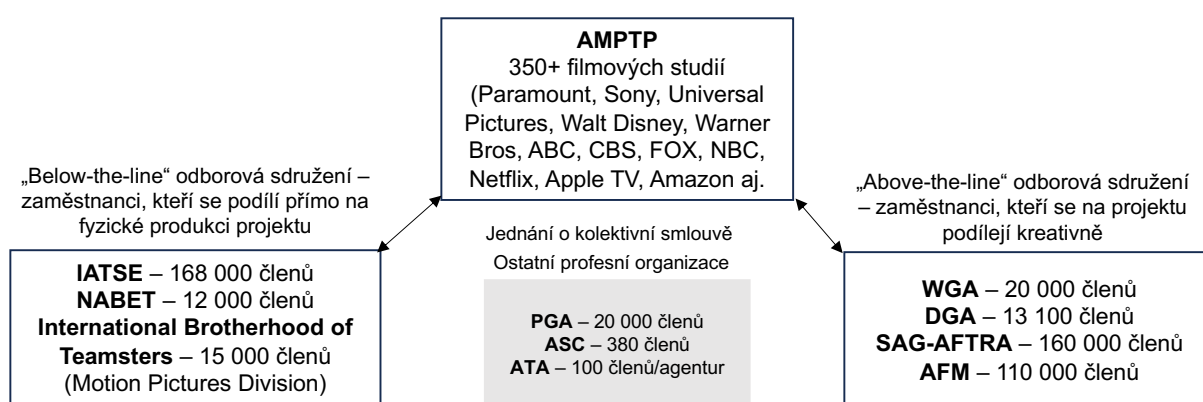 AMPTP
350+ filmových studií
(Paramount, Sony, Universal
Pictures, Walt Disney, Warner
Bros, ABC, CBS, FOX, NBC,
Netflix, Apple TV, Amazon aj.
„Below-the-line“ odborová sdružení –
zaměstnanci, kteří se podílí přímo na
fyzické produkci projektu
IATSE – 168 000 členů
NABET – 12 000 členů
International Brotherhood of
Teamsters – 15 000 členů
(Motion Pictures Division)
Jednání o kolektivní smlouvě
Ostatní profesní organizace
PGA – 20 000 členů
ASC – 380 členů
ATA – 100 členů/agentur
„Above-the-line“ odborová sdružení
– zaměstnanci, kteří se na projektu
podílejí kreativně
WGA – 20 000 členů
DGA – 13 100 členů
SAG-AFTRA – 160 000 členů
AFM – 110 000 členů